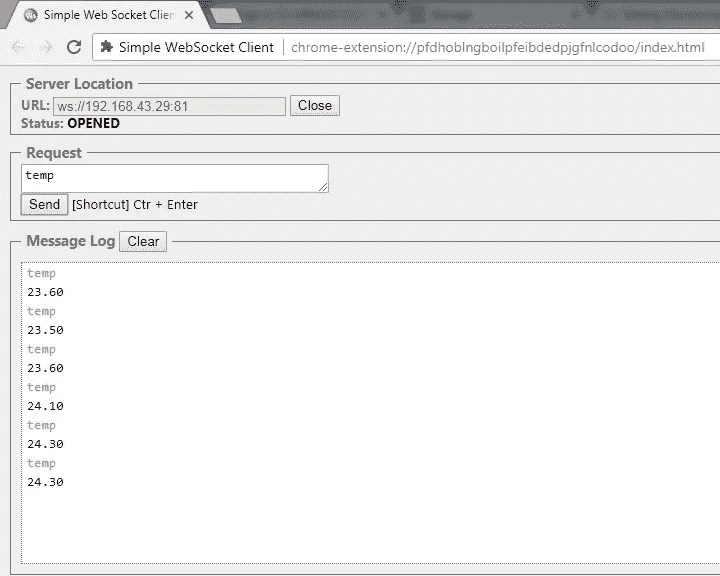 Simple Web Socket Clien
Simple WebSocket Client chrome-extension://pfdhoblngboilpfeibdedpjgfnlcodoo/index.html
Server Location
URL: ws://192.168.43.29:81 Close
Status: OPENED
Request
temp
Send [Shortcut] Ctr + Enter
Message Log Clear
temp
23.60
temp
23.50
temp
23.60
temp
24.10
temp
24.30
temp
24.30